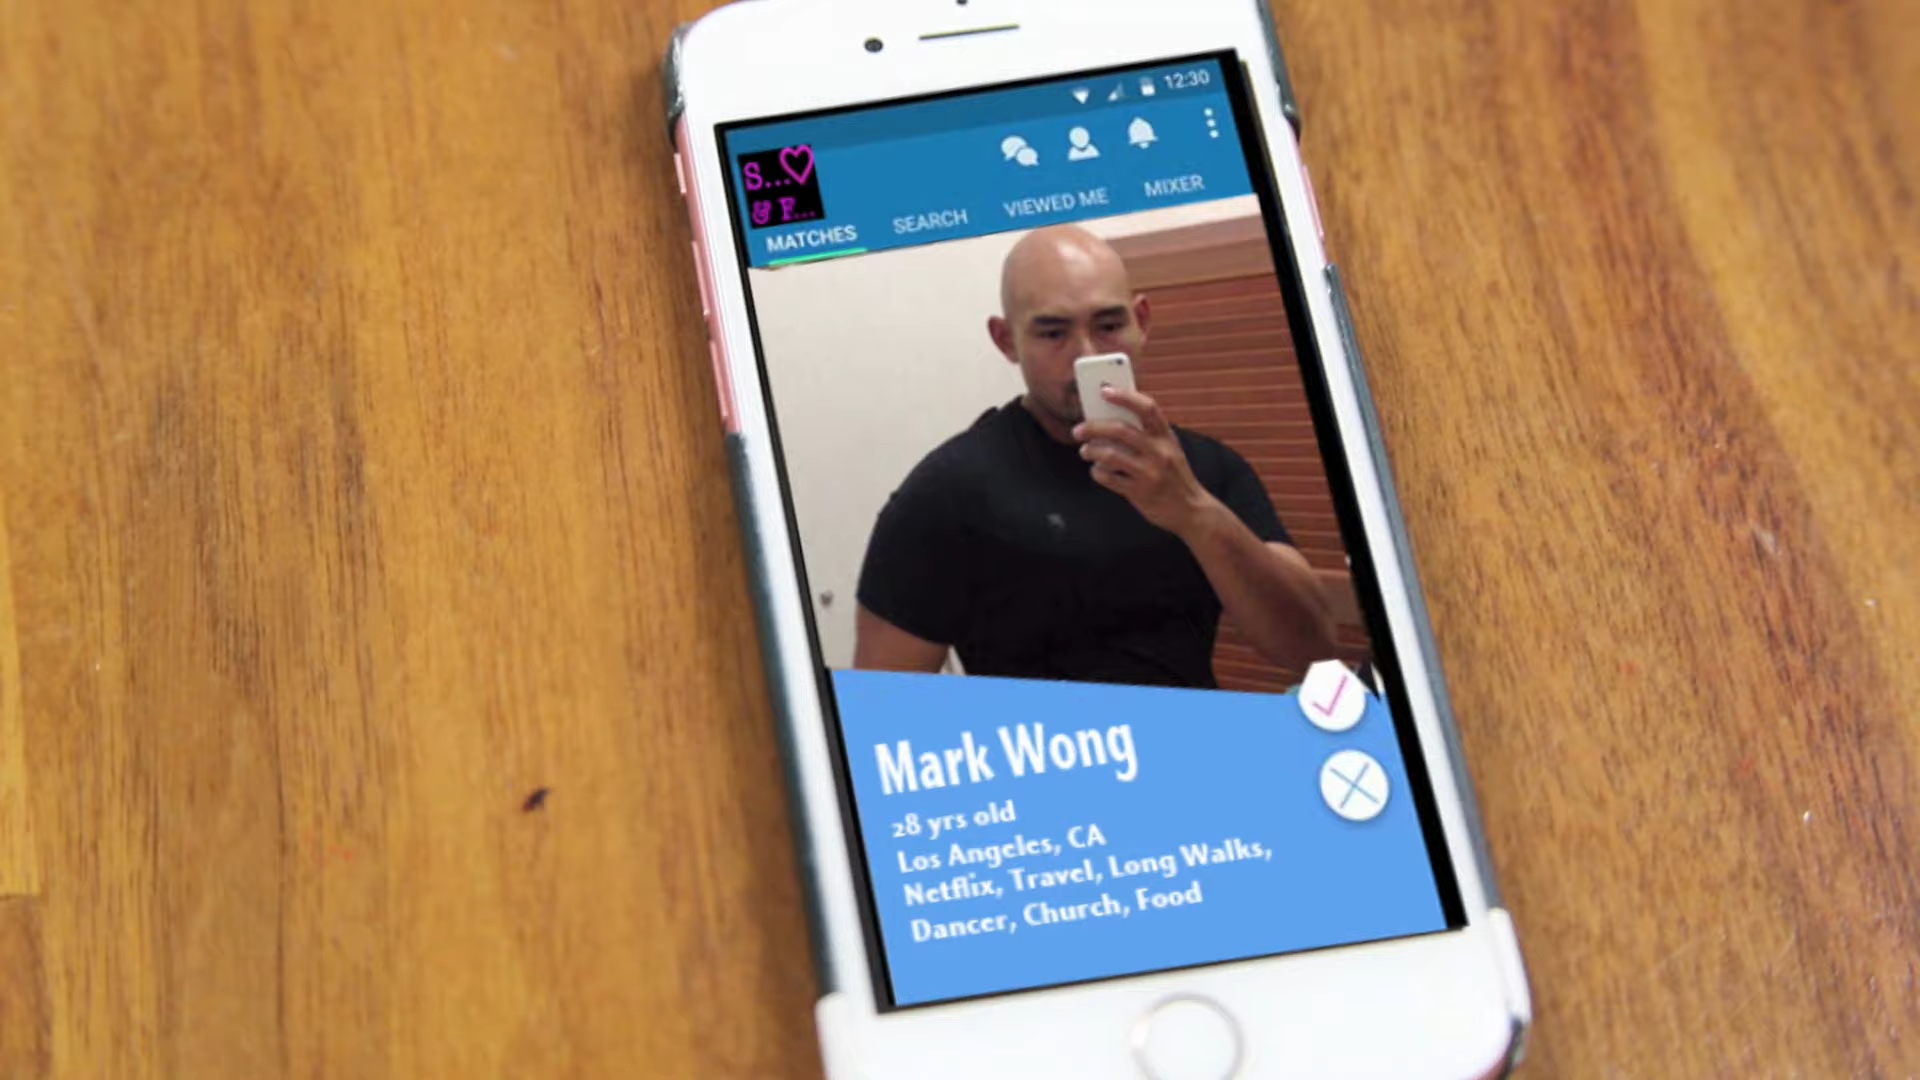 12:30
S...
& F...
MATCHES SEARCH VIEWED ME MIXER
Mark Wong
28 yrs old
Los Angeles, CA
Netflix, Travel, Long Walks,
Dancer, Church, Food